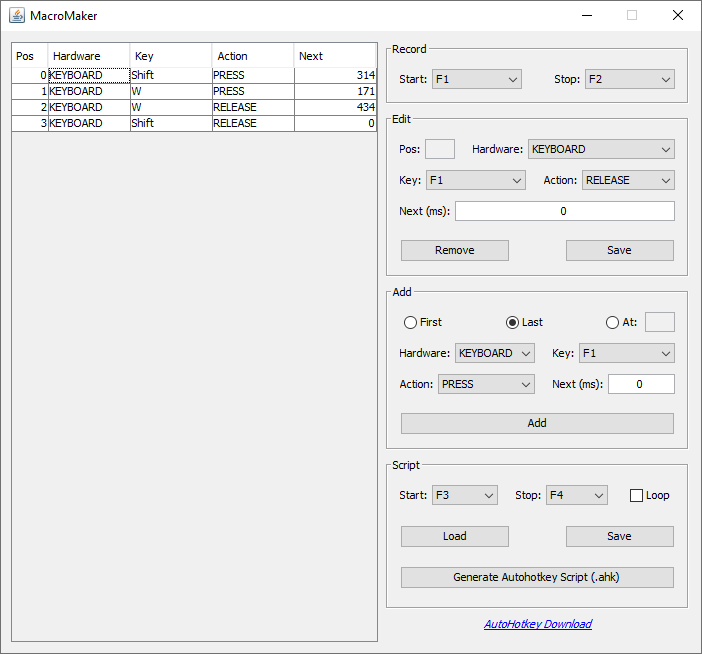 MacroMaker
Pos Hardware Key Action Next
0 KEYBOARD Shift PRESS 314
1 KEYBOARD W PRESS 171
2 KEYBOARD W RELEASE 434
3 KEYBOARD Shift RELEASE 0
Record
Start: F1 Stop: F2
Edit
Pos: Hardware: KEYBOARD
Key: F1 Action: RELEASE
Next (ms): 0
Remove Save
Add
First Last At:
Hardware: KEYBOARD Key: F1
Action: PRESS Next (ms): 0
Add
Script
Start: F3 Stop: F4 Loop
Load Save
Generate Autohotkey Script (.ahk)
AutoHotkey Download